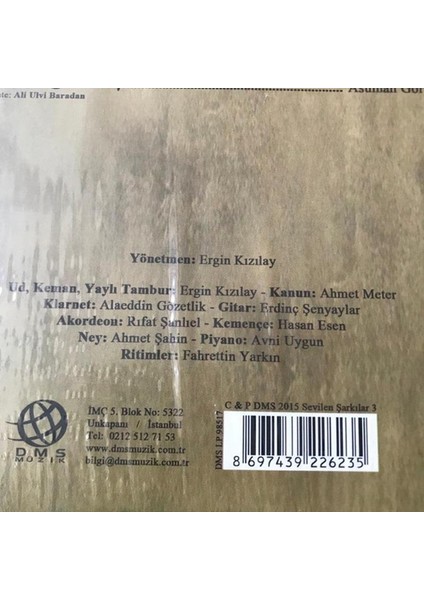 te: Ali Ulvi Baradan
Yönetmen: Ergin Kızılay
Ud, Keman, Yaylı Tambur: Ergin Kızılay - Kanun: Ahmet Meter
Klarnet: Alaeddin Gözetlik - Gitar: Erdinç Şenyaylar
Akordeon: Rıfat Şanlıel - Kemençe: Hasan Esen
Ney: Ahmet Şahin - Piyano: Avni Uygun
Ritimler: Fahrettin Yarkın
DMS
MÜZİK
İMÇ 5. Blok No: 5322
Unkapanı / İstanbul
Tel: 0212 512 71 53
www.dmsmuzik.com.tr
bilgi@dmsmuzik.com.tr
C & P DMS 2015 Sevilen Şarkılar 3
DMS LP 98517
8 697439 226235